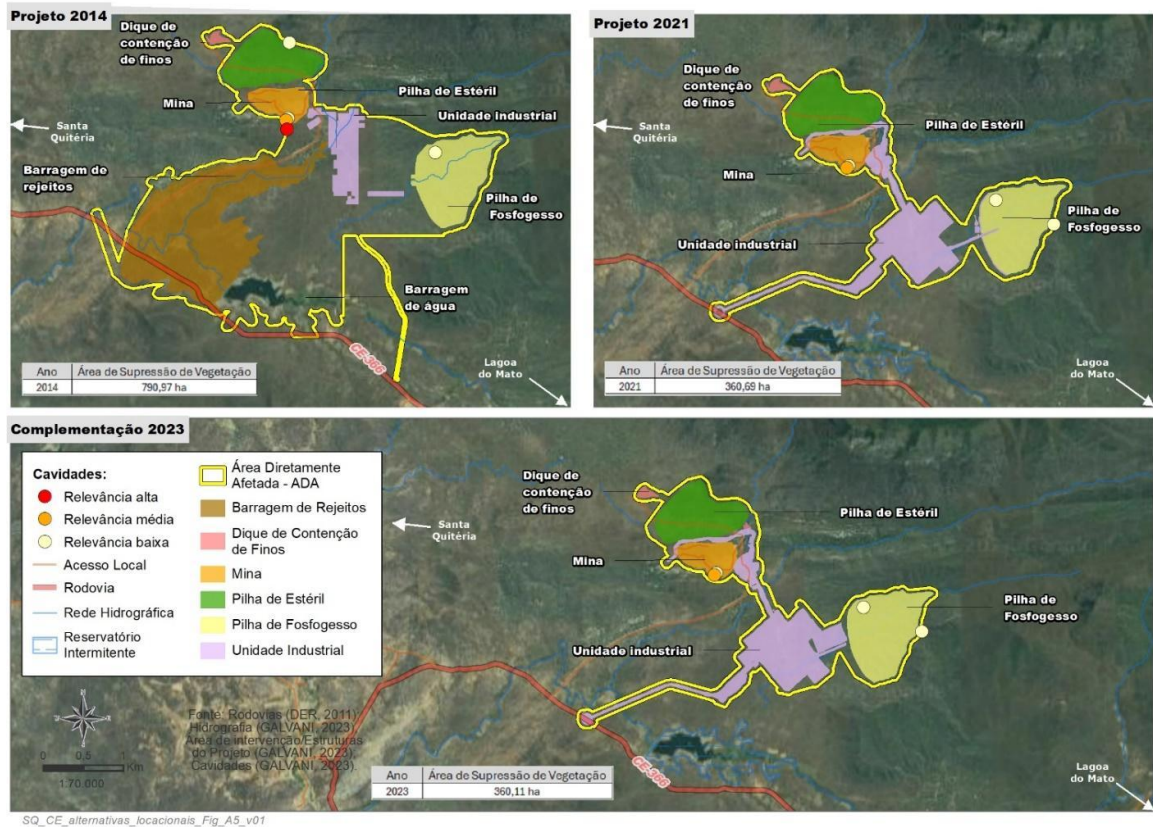 Projeto 2014
Dique de
contenção
de finos
Pilha de Estéril
Mina
Unidade industrial
Santa
Quitéria
Barragem de
rejeitos
Pilha de
Fosfogesso
Barragem
de água
CE-366
Lagoa
do Mato
Ano Área de Supressão de Vegetação
2014 790,97 ha
Projeto 2021
Dique de
contenção
de finos
Santa
Quitéria
Pilha de Estéril
Mina
Pilha de
Fosfogesso
Unidade industrial
Lagoa
do Mato
Ano Área de Supressão de Vegetação
2021 360,69 ha
Complementação 2023
Cavidades:
Relevância alta
Relevância média
Relevância baixa
Acesso Local
Rodovia
Rede Hidrográfica
Reservatório
Intermitente
Área Diretamente
Afetada - ADA
Barragem de Rejeitos
Dique de Contenção
de Finos
Mina
Pilha de Estéril
Pilha de Fosfogesso
Unidade Industrial
Dique de
contenção
de finos
Santa
Quitéria
Pilha de Estéril
Mina
Pilha de
Fosfogesso
Unidade industrial
CE-366
Lagoa
do Mato
N
0 0,5 1
Km
1:70.000
Fonte: Rodovias (DER, 2011);
Hidrografia (GALVANI, 2023);
Área de intervenção/Estruturas
do Projeto (GALVANI, 2023);
Cavidades (GALVANI, 2023).
Ano Área de Supressão de Vegetação
2023 360,11 ha
SQ_CE_alternativas_locacionais_Fig_A5_v01